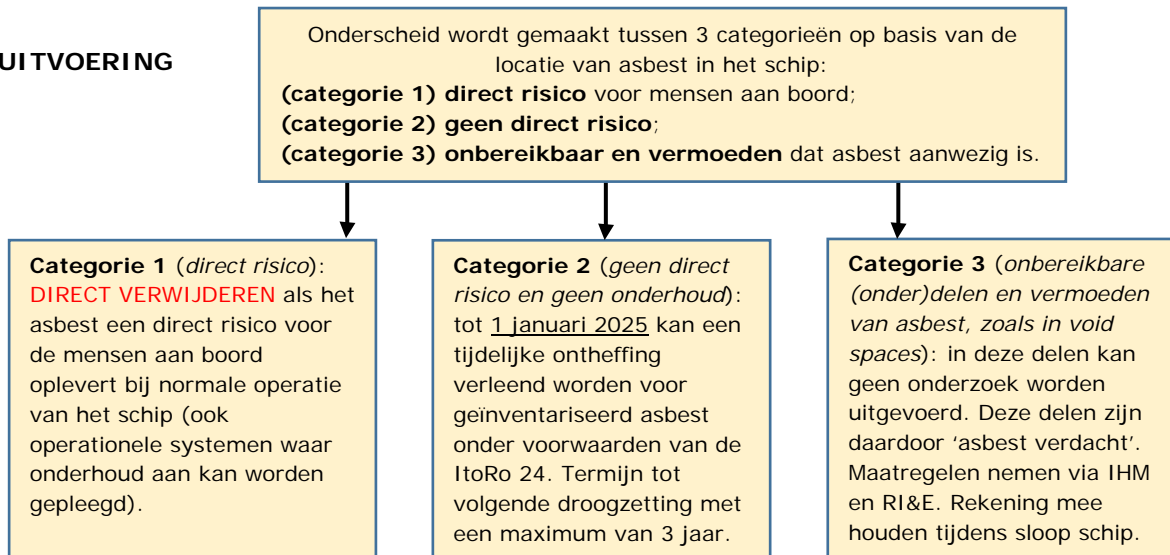 UITVOERING
Onderscheid wordt gemaakt tussen 3 categorieën op basis van de
locatie van asbest in het schip:
(categorie 1) direct risico voor mensen aan boord;
(categorie 2) geen direct risico;
(categorie 3) onbereikbaar en vermoeden dat asbest aanwezig is.
Categorie 1 (direct risico):
DIRECT VERWIJDEREN als het
asbest een direct risico voor
de mensen aan boord
oplevert bij normale operatie
van het schip (ook
operationele systemen waar
onderhoud aan kan worden
gepleegd).
Categorie 2 (geen direct
risico en geen onderhoud):
tot 1 januari 2025 kan een
tijdelijke ontheffing
verleend worden voor
geïnventariseerd asbest
onder voorwaarden van de
ItoRo 24. Termijn tot
volgende droogzetting met
een maximum van 3 jaar.
Categorie 3 (onbereikbare
(onder)delen en vermoeden
van asbest, zoals in void
spaces): in deze delen kan
geen onderzoek worden
uitgevoerd. Deze delen zijn
daardoor ‘asbest verdacht’.
Maatregelen nemen via IHM
en RI&E. Rekening mee
houden tijdens sloop schip.